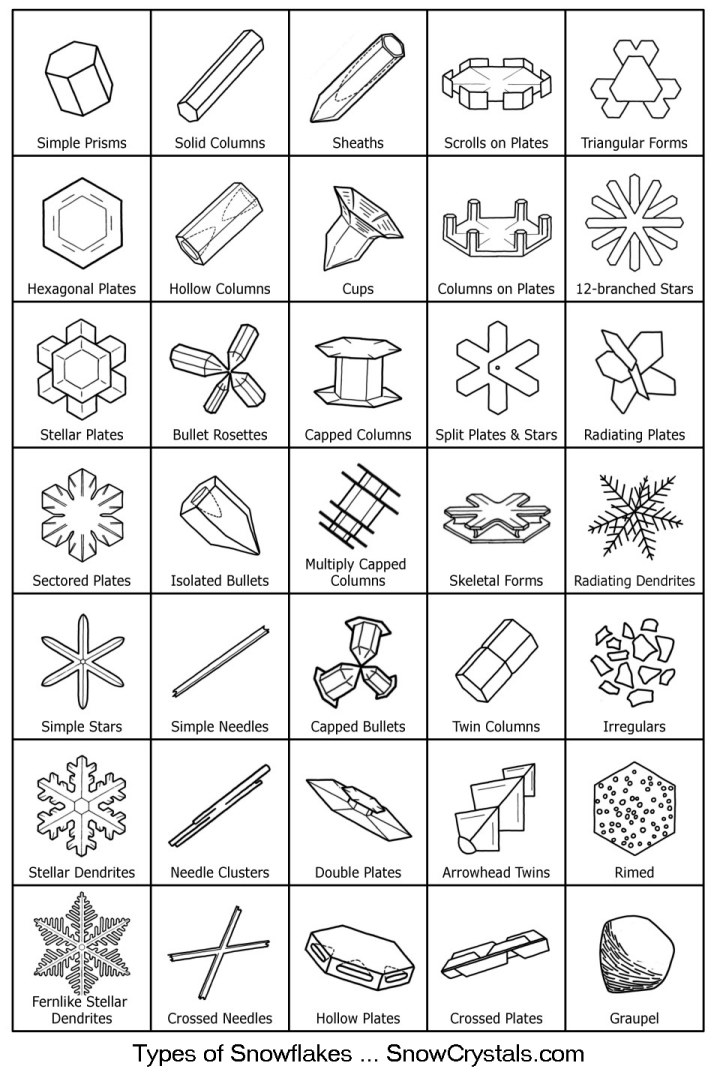 Simple Prisms
Solid Columns
Sheaths
Scrolls on Plates
Triangular Forms
Hexagonal Plates
Hollow Columns
Cups
Columns on Plates
12-branched Stars
Stellar Plates
Bullet Rosettes
Capped Columns
Split Plates & Stars
Radiating Plates
Sectored Plates
Isolated Bullets
Multiply Capped
Columns
Skeletal Forms
Radiating Dendrites
Simple Stars
Simple Needles
Capped Bullets
Twin Columns
Irregulars
Stellar Dendrites
Needle Clusters
Double Plates
Arrowhead Twins
Rimed
Fernlike Stellar
Dendrites
Crossed Needles
Hollow Plates
Crossed Plates
Graupel
Types of Snowflakes ... SnowCrystals.com